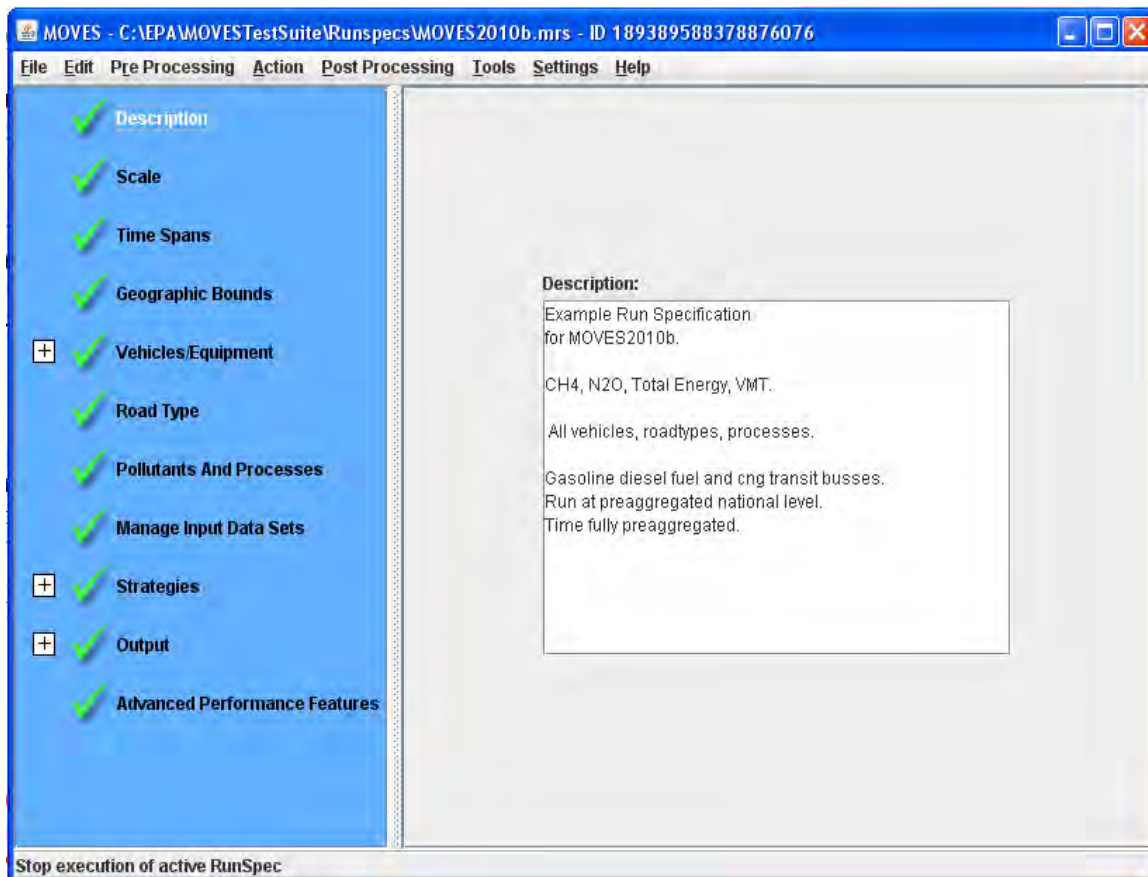 MOVES - C:\EPA\MOVESTestSuite\Runspecs\MOVES2010b.mrs - ID 189389588378876076
File Edit Pre Processing Action Post Processing Tools Settings Help
Description
Scale
Time Spans
Geographic Bounds
Vehicles/Equipment
Road Type
Pollutants And Processes
Manage Input Data Sets
Strategies
Output
Advanced Performance Features
Description:
Example Run Specification
for MOVES2010b.
CH4, N2O, Total Energy, VMT.
All vehicles, roadtypes, processes.
Gasoline diesel fuel and cng transit busses.
Run at preaggregated national level.
Time fully preaggregated.
Stop execution of active RunSpec